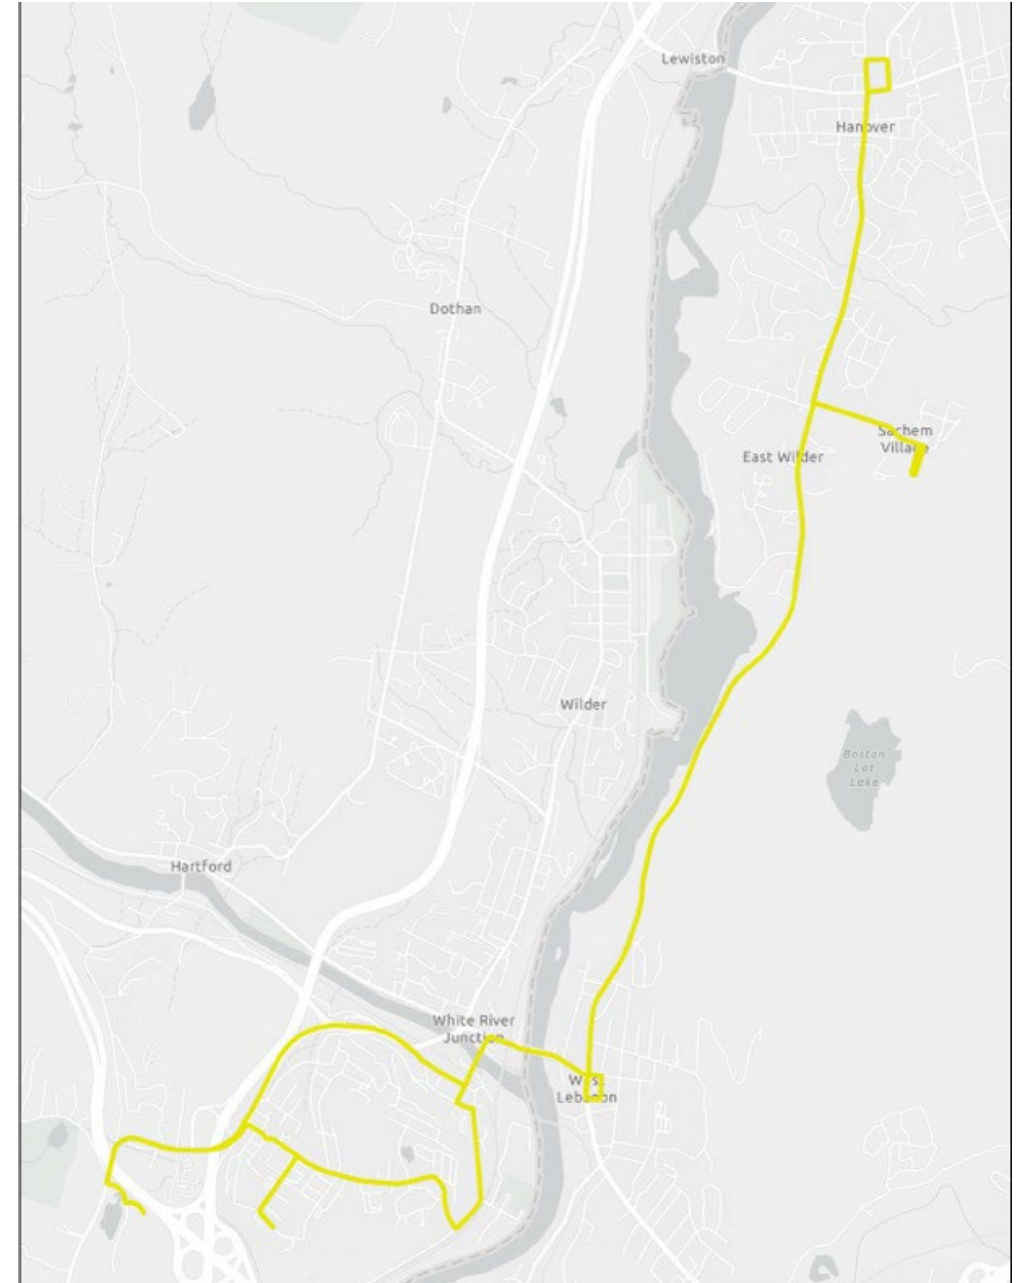 Lewiston
Hanover
Dothan
Sachem
Village
East Wilder
Wilder
Boston
Lot
Lake
Hartford
White River
Junction
West
Lebanon